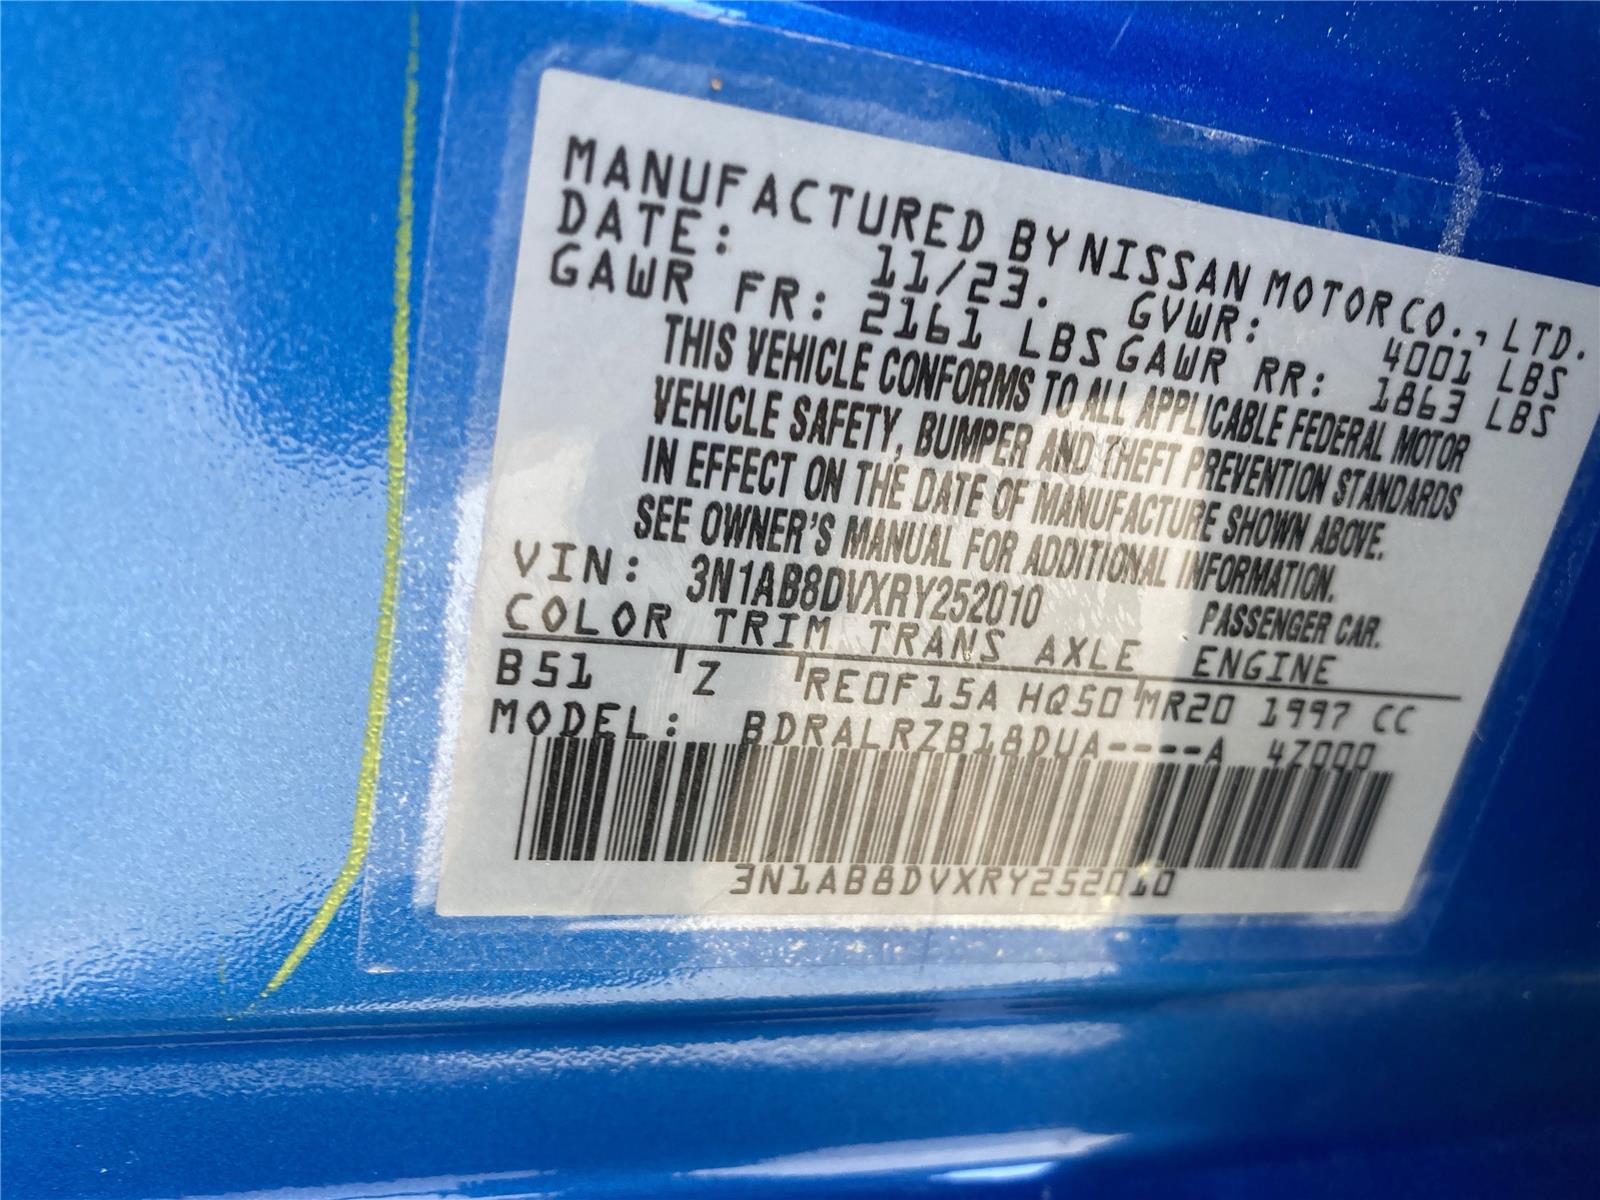 MANUFACTURED BY NISSAN MOTOR CO., LTD.
DATE: 11/23. GVWR: 4001 LBS
GAWR FR: 2161 LBS GAWR RR: 1863 LBS
THIS VEHICLE CONFORMS TO ALL APPLICABLE FEDERAL MOTOR
VEHICLE SAFETY, BUMPER AND THEFT PREVENTION STANDARDS
IN EFFECT ON THE DATE OF MANUFACTURE SHOWN ABOVE.
SEE OWNER'S MANUAL FOR ADDITIONAL INFORMATION.
VIN: 3N1AB8DVXRY252010 PASSENGER CAR.
COLOR TRIM TRANS AXLE ENGINE
B51 Z RE0F15A HQ50 MR20 1997 CC
MODEL: BDRALRZB18DUA----A 4Z000
3N1AB8DVXRY252010